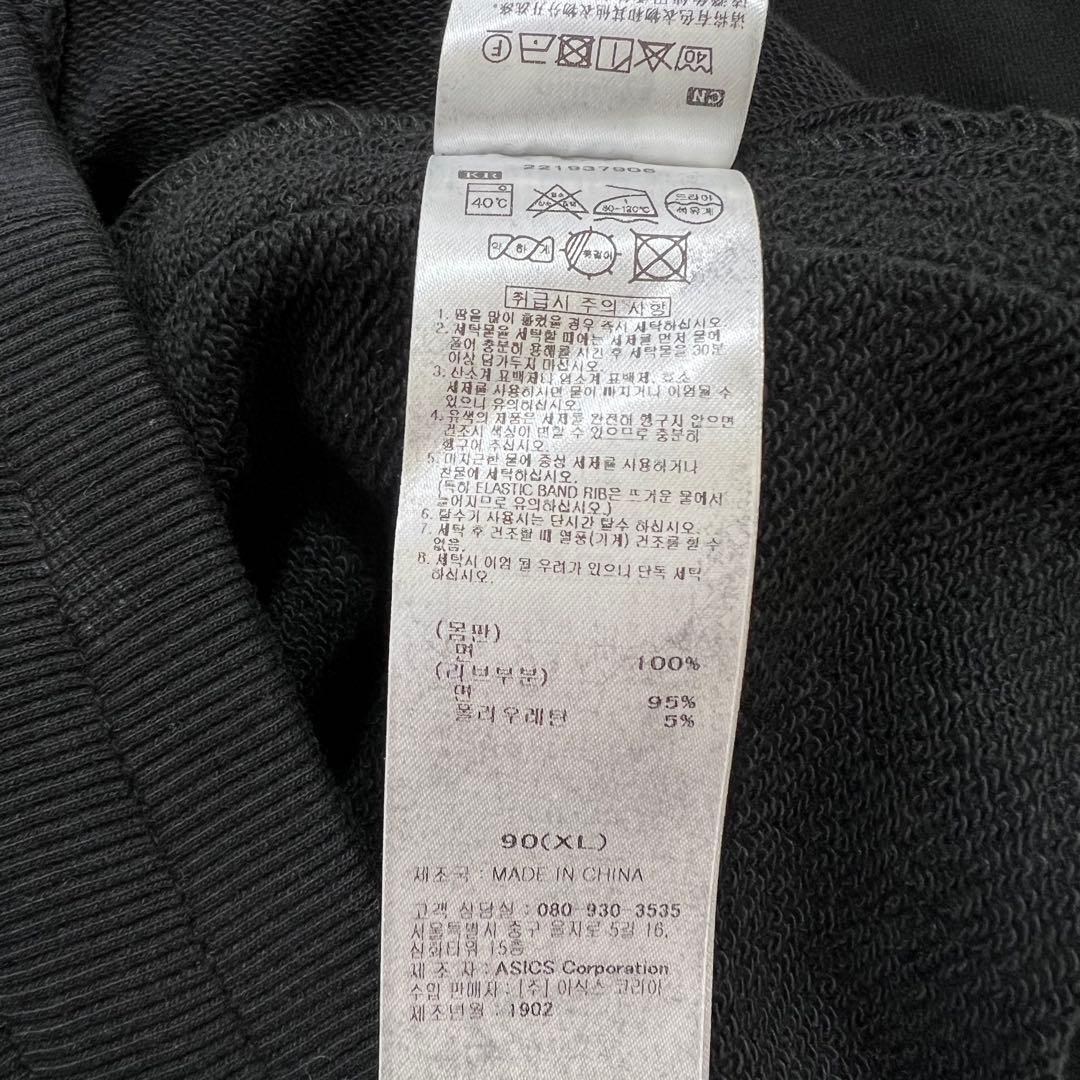 KR 221937906
40℃ 80-120℃ 드라이
석유계
약하게 옷걸이
취급시 주의 사항
1. 땀을 많이 흘렸을 경우 즉시 세탁하십시오
2. 세탁물을 세탁할 때에는 세제를 먼저 물에
풀어 충분히 용해를 시킨 후 세탁물을 30분
이상 담가두지 마십시오.
3. 산소계 표백제나 염소계 표백제, 효소
세제를 사용하시면 물이 빠지거나 이염될 수
있으니 유의하십시오.
4. 유색의 제품은 세제를 완전히 헹구지 않으면
건조시 색상이 변할 수 있으므로 충분히
헹구어 주십시오.
5. 미지근한 물에 중성 세제를 사용하거나
찬물에 세탁하십시오.
(특히 ELASTIC BAND RIB은 뜨거운 물에서
늘어지므로 유의하십시오.)
6. 탈수기 사용시는 단시간 탈수 하십시오.
7. 세탁 후 건조할 때 열풍(기계) 건조를 할 수
없음.
8. 세탁시 이염 될 우려가 있으니 단독 세탁
하십시오.
(몸판)
면 100%
(리브부분)
면 95%
폴리우레탄 5%
90(XL)
제조국 : MADE IN CHINA
고객 상담실 : 080-930-3535
서울특별시 중구 을지로 5길 16,
심화타워 15층
제 조 자 : ASICS Corporation
수입 판매자 : [주] 아식스 코리아
제조년월 : 1902